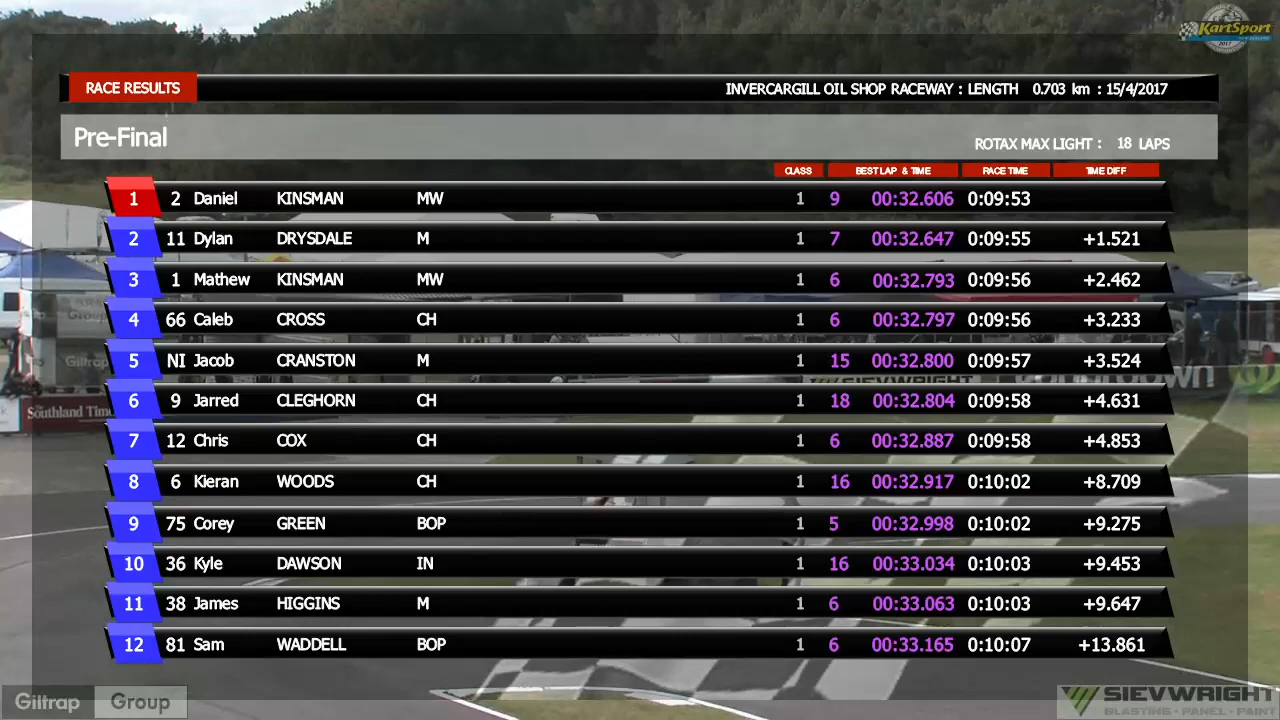 KartSport
2017
RACE RESULTS INVERCARGILL OIL SHOP RACEWAY : LENGTH 0.703 km : 15/4/2017
Pre-Final ROTAX MAX LIGHT : 18 LAPS
CLASS BEST LAP & TIME RACE TIME TIME DIFF
1 2 Daniel KINSMAN MW 1 9 00:32.606 0:09:53
2 11 Dylan DRYSDALE M 1 7 00:32.647 0:09:55 +1.521
3 1 Mathew KINSMAN MW 1 6 00:32.793 0:09:56 +2.462
4 66 Caleb CROSS CH 1 6 00:32.797 0:09:56 +3.233
5 NI Jacob CRANSTON M 1 15 00:32.800 0:09:57 +3.524
6 9 Jarred CLEGHORN CH 1 18 00:32.804 0:09:58 +4.631
7 12 Chris COX CH 1 6 00:32.887 0:09:58 +4.853
8 6 Kieran WOODS CH 1 16 00:32.917 0:10:02 +8.709
9 75 Corey GREEN BOP 1 5 00:32.998 0:10:02 +9.275
10 36 Kyle DAWSON IN 1 16 00:33.034 0:10:03 +9.453
11 38 James HIGGINS M 1 6 00:33.063 0:10:03 +9.647
12 81 Sam WADDELL BOP 1 6 00:33.165 0:10:07 +13.861
Group
Giltrap
SIEVWRIGHT
Southland
Giltrap Group
SIEVWRIGHT
BLASTING - PANEL - PAINT